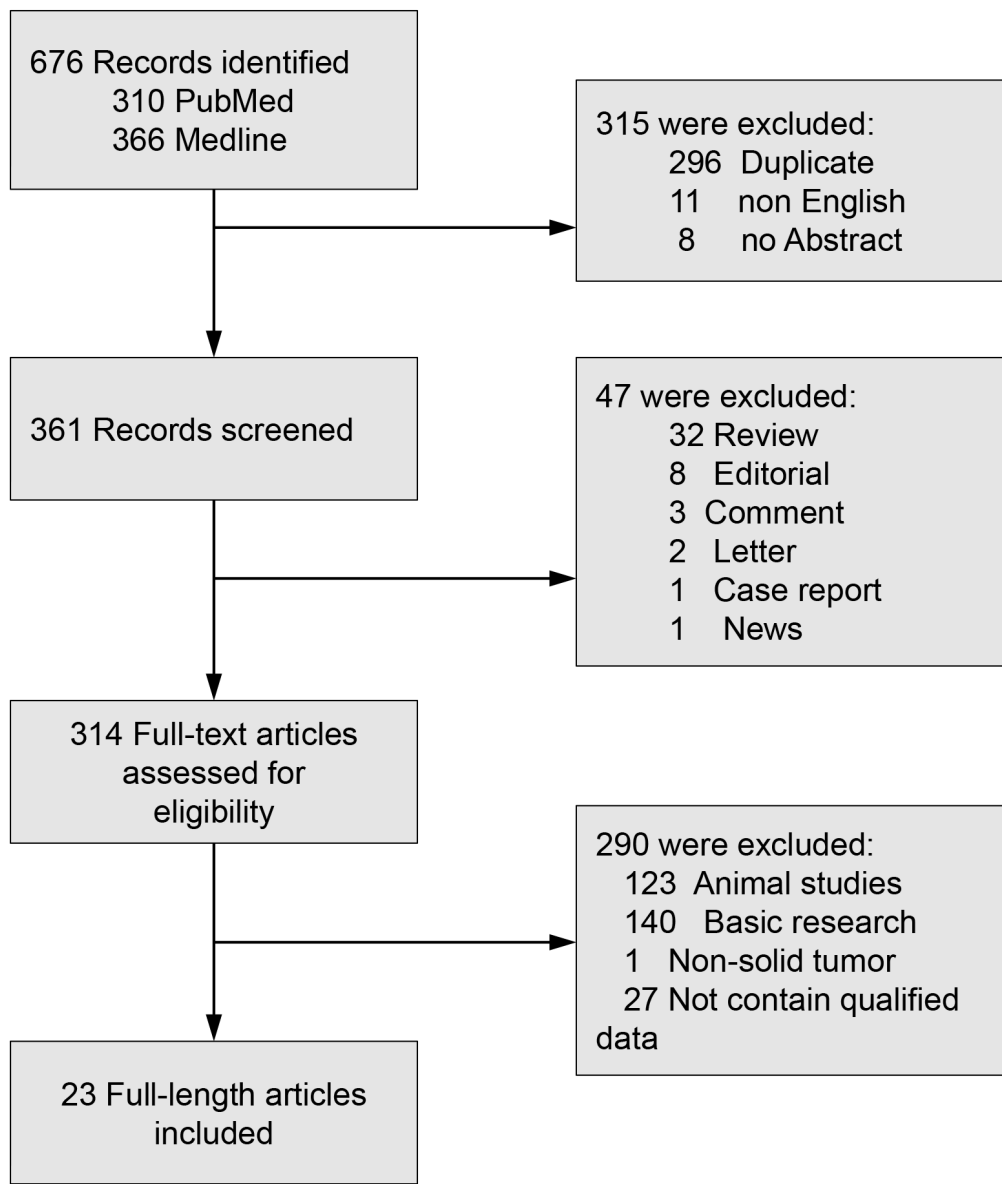 676 Records identified
310 PubMed
366 Medline
315 were excluded:
296 Duplicate
11 non English
8 no Abstract
361 Records screened
47 were excluded:
32 Review
8 Editorial
3 Comment
2 Letter
1 Case report
1 News
314 Full-text articles
assessed for
eligibility
290 were excluded:
123 Animal studies
140 Basic research
1 Non-solid tumor
27 Not contain qualified
data
23 Full-length articles
included